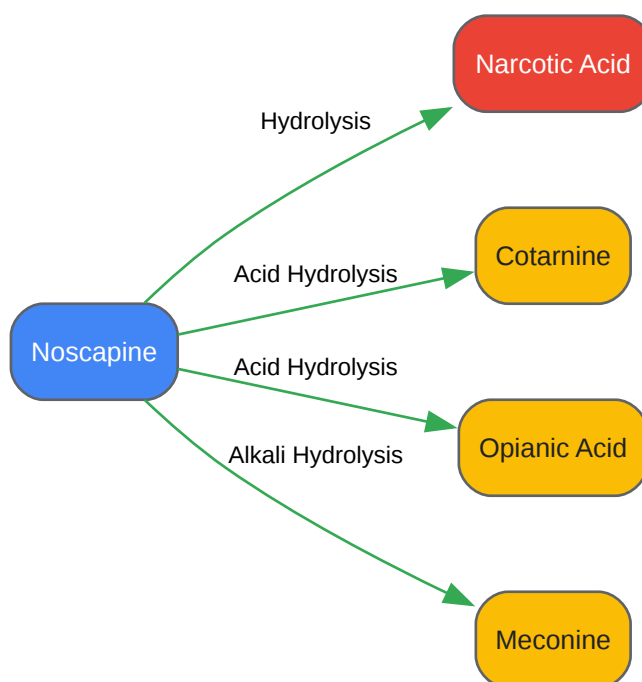 Narcotic Acid
Hydrolysis
Cotarnine
Acid Hydrolysis
Noscapine
Acid Hydrolysis
Opianic Acid
Alkali Hydrolysis
Meconine